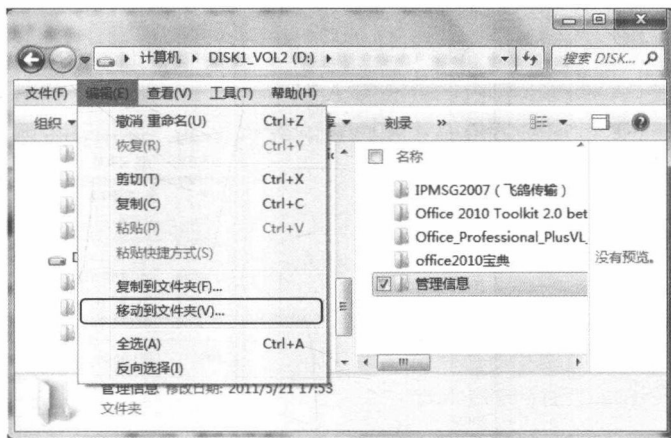 计算机 ▸ DISK1_VOL2 (D:) ▸
搜索 DISK...
文件(F) 编辑(E) 查看(V) 工具(T) 帮助(H)
组织
刻录 »
撤消 重命名(U) Ctrl+Z
恢复(R) Ctrl+Y
剪切(T) Ctrl+X
复制(C) Ctrl+C
粘贴(P) Ctrl+V
粘贴快捷方式(S)
复制到文件夹(F)...
移动到文件夹(V)...
全选(A) Ctrl+A
反向选择(I)
名称
IPMSG2007（飞鸽传输）
Office 2010 Toolkit 2.0 bet
Office_Professional_PlusVL_
office2010宝典
管理信息
没有预览。
管理信息 修改日期: 2011/5/21 17:53
文件夹